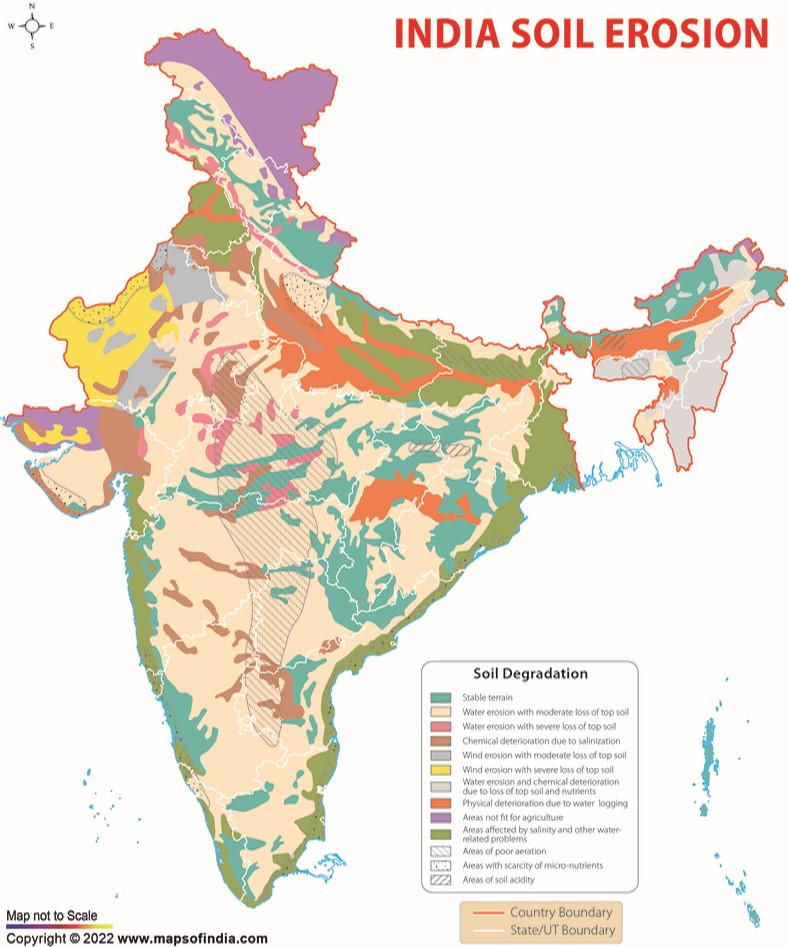 N
W E
S
INDIA SOIL EROSION
Soil Degradation
Stable terrain
Water erosion with moderate loss of top soil
Water erosion with severe loss of top soil
Chemical deterioration due to salinization
Wind erosion with moderate loss of top soil
Wind erosion with severe loss of top soil
Water erosion and chemical deterioration
due to loss of top soil and nutrients
Physical deterioration due to water logging
Areas not fit for agriculture
Areas affected by salinity and other water-
related problems
Areas of poor aeration
Areas with scarcity of micro-nutrients
Areas of soil acidity
Country Boundary
State/UT Boundary
Map not to Scale
Copyright © 2022 www.mapsofindia.com